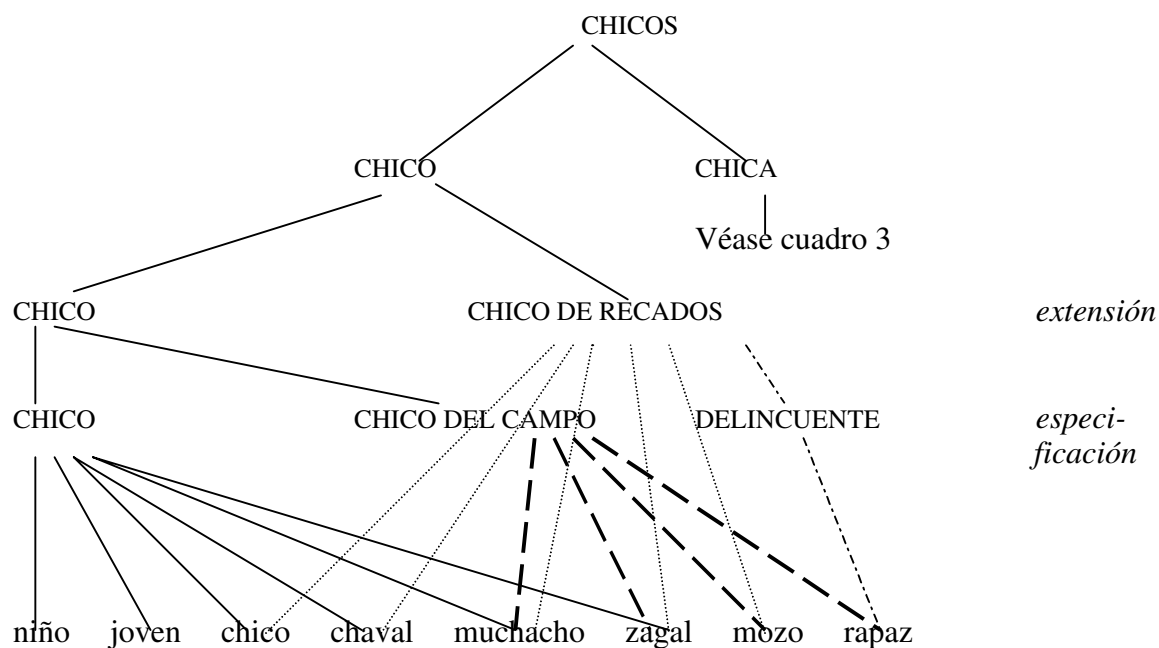 CHICOS
CHICO CHICA
Véase cuadro 3
CHICO CHICO DE RECADOS extensión
CHICO CHICO DEL CAMPO DELINCUENTE especi-
ficación
niño joven chico chaval muchacho zagal mozo rapaz